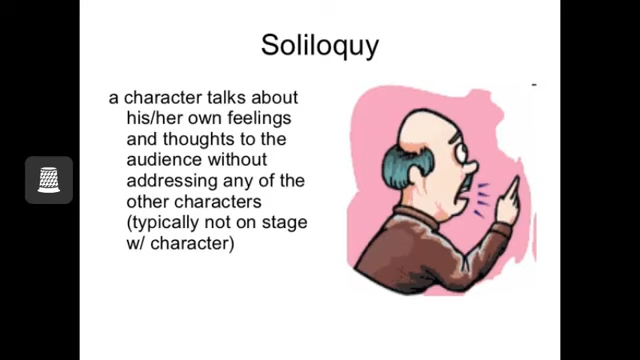 Soliloquy
a character talks about
his/her own feelings
and thoughts to the
audience without
addressing any of the
other characters
(typically not on stage
w/ character)